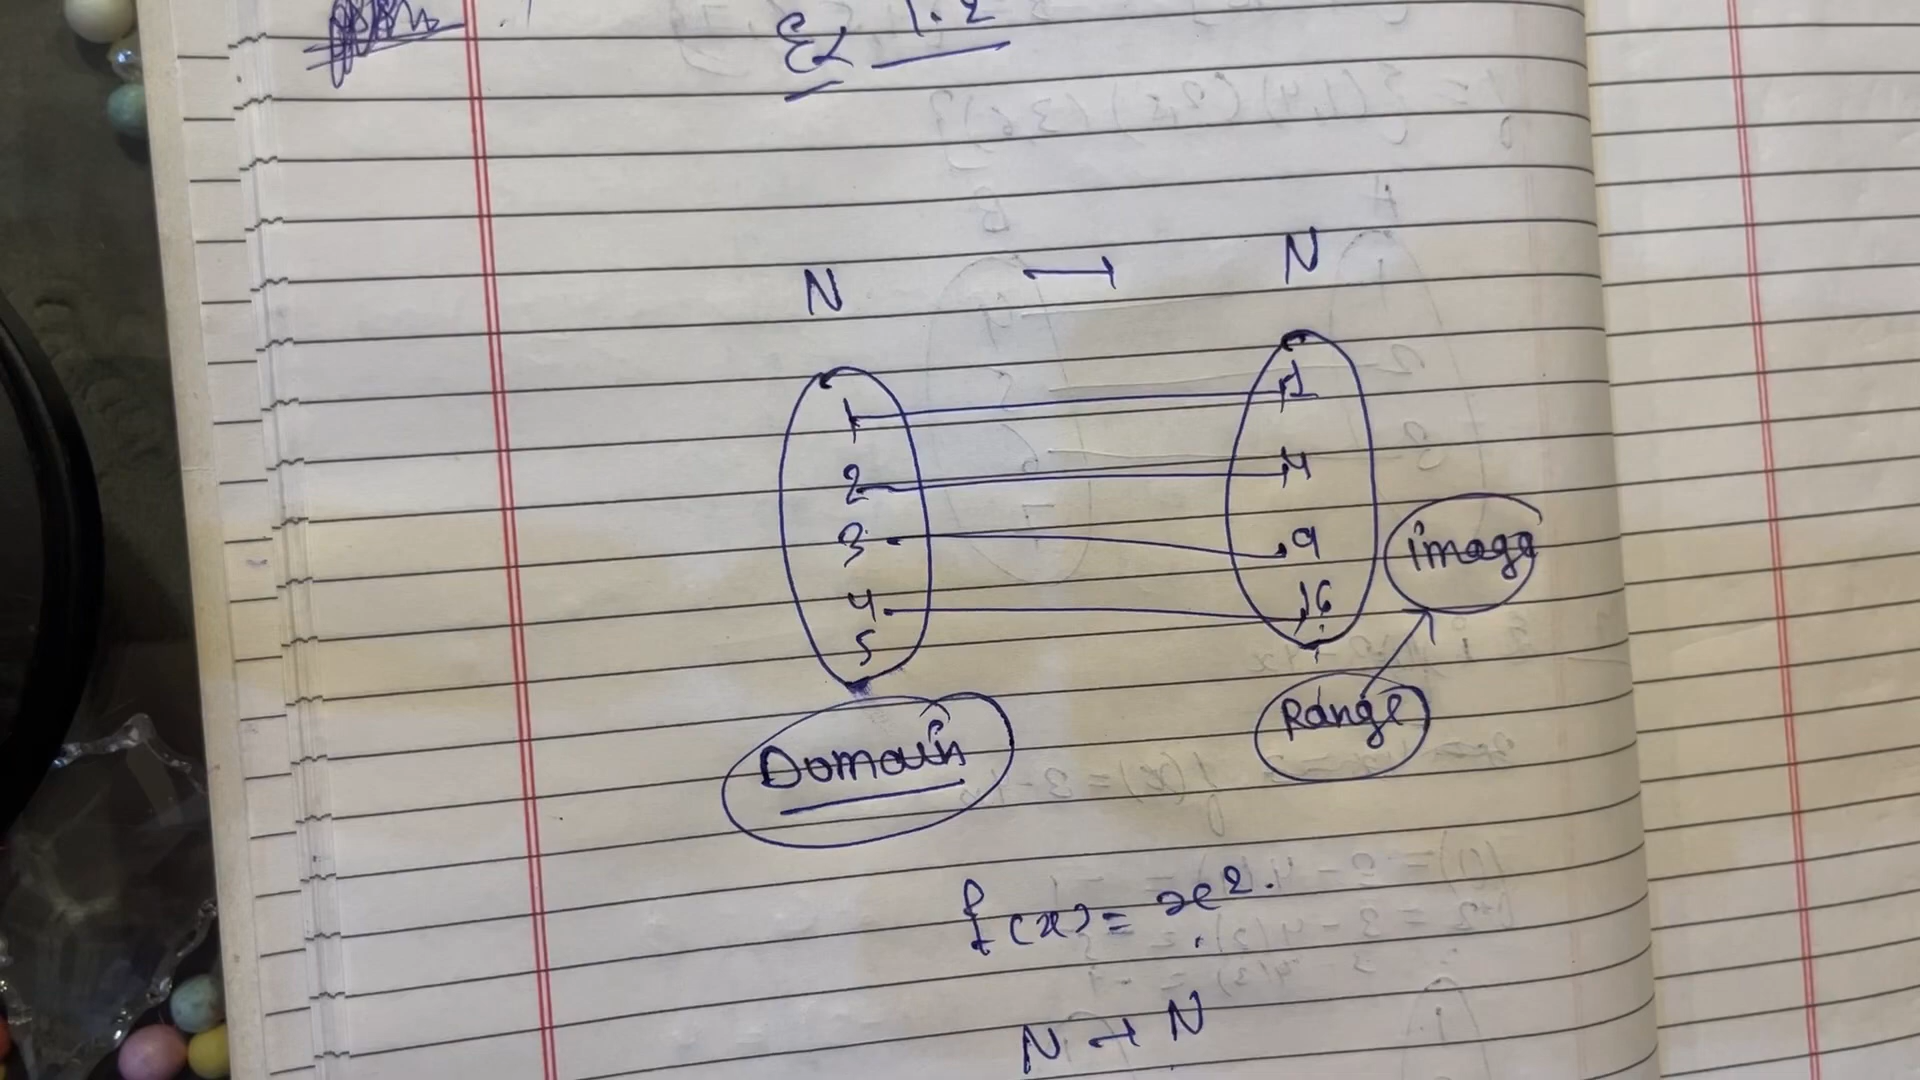 Ex 1.2
N → N
1 1
2 4
3 9
4 16
5
image
Range
Domain
f(x) = x².
N → N